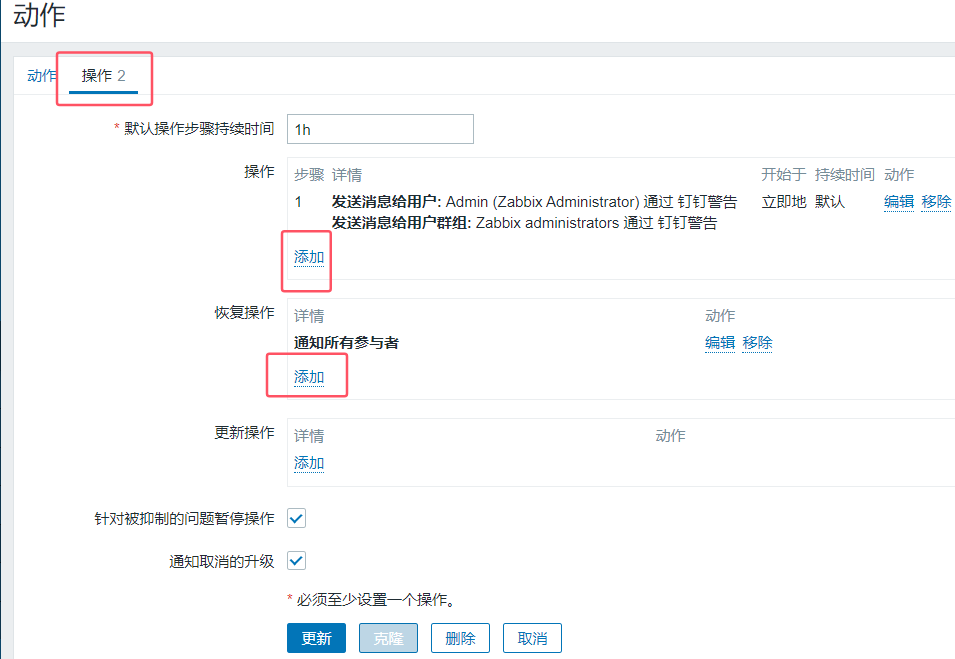 动作
动作 操作 2
* 默认操作步骤持续时间 1h
操作 步骤 详情 开始于 持续时间 动作
1 发送消息给用户: Admin (Zabbix Administrator) 通过 钉钉警告 立即地 默认 编辑 移除
发送消息给用户群组: Zabbix administrators 通过 钉钉警告
添加
恢复操作 详情 动作
通知所有参与者 编辑 移除
添加
更新操作 详情 动作
添加
针对被抑制的问题暂停操作
通知取消的升级
* 必须至少设置一个操作。
更新 克隆 删除 取消